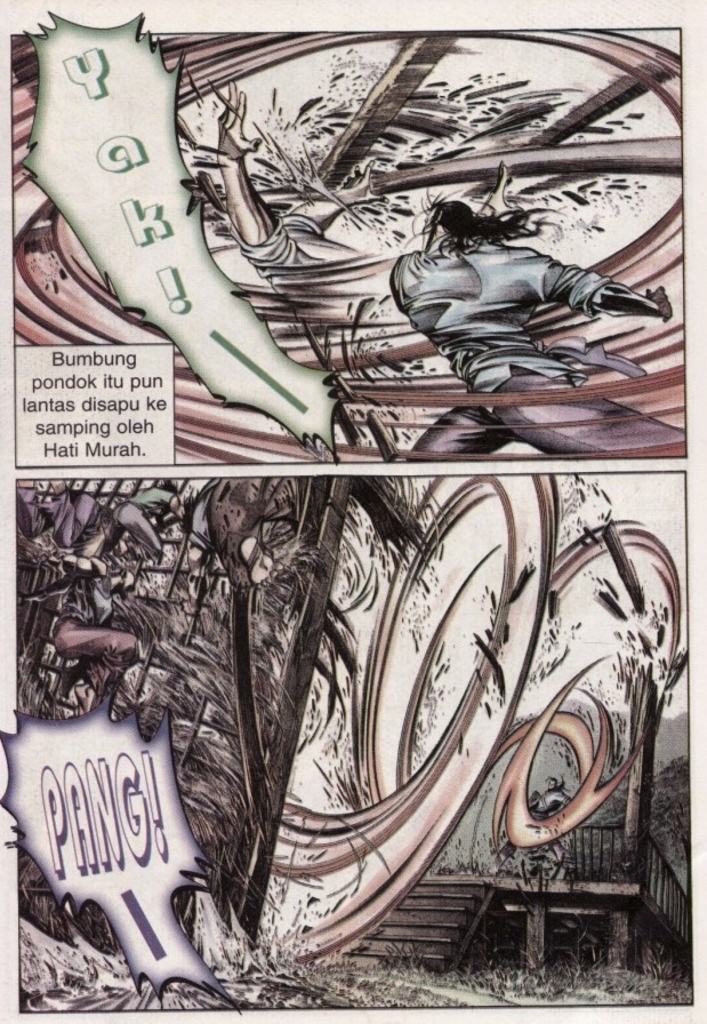 Yak! —
Bumbung
pondok itu pun
lantas disapu ke
samping oleh
Hati Murah.
PANG! —